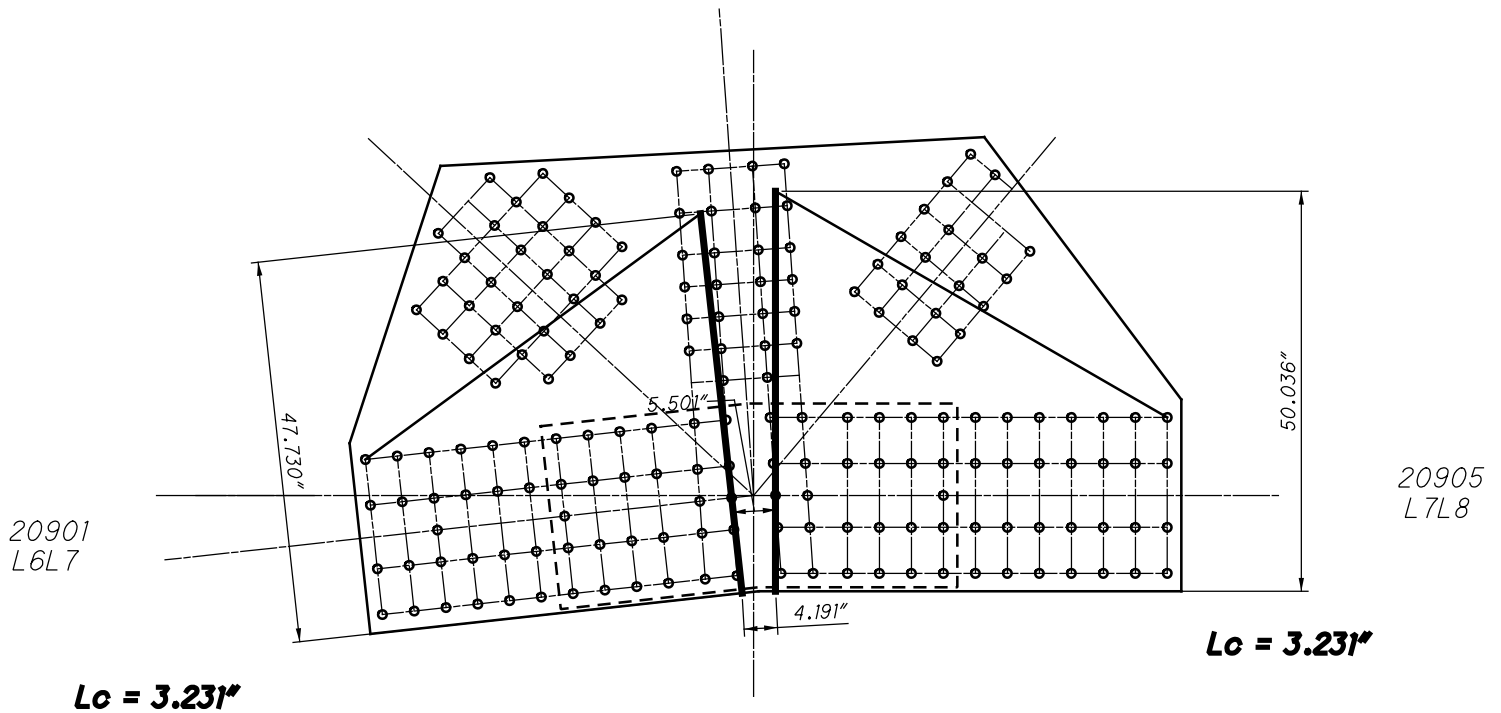 5.501"
47.730"
50.036"
20901
L6L7
20905
L7L8
4.191"
Lc = 3.231"
Lc = 3.231"